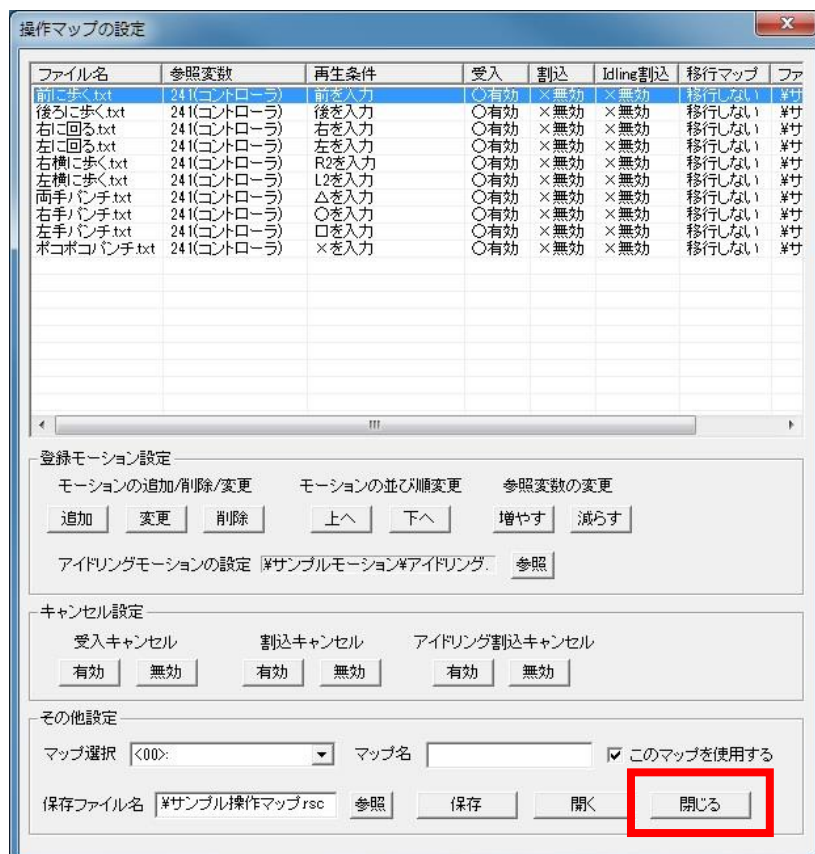 操作マップの設定
ファイル名 参照変数 再生条件 受入 割込 Idling割込 移行マップ ファ
前に歩く.txt 241(コントローラ) 前を入力 〇有効 ×無効 ×無効 移行しない ¥サ
後ろに歩く.txt 241(コントローラ) 後を入力 〇有効 ×無効 ×無効 移行しない ¥サ
右に回る.txt 241(コントローラ) 右を入力 〇有効 ×無効 ×無効 移行しない ¥サ
左に回る.txt 241(コントローラ) 左を入力 〇有効 ×無効 ×無効 移行しない ¥サ
右横に歩く.txt 241(コントローラ) R2を入力 〇有効 ×無効 ×無効 移行しない ¥サ
左横に歩く.txt 241(コントローラ) L2を入力 〇有効 ×無効 ×無効 移行しない ¥サ
両手パンチ.txt 241(コントローラ) △を入力 〇有効 ×無効 ×無効 移行しない ¥サ
右手パンチ.txt 241(コントローラ) 〇を入力 〇有効 ×無効 ×無効 移行しない ¥サ
左手パンチ.txt 241(コントローラ) □を入力 〇有効 ×無効 ×無効 移行しない ¥サ
ポコポコパンチ.txt 241(コントローラ) ×を入力 〇有効 ×無効 ×無効 移行しない ¥サ
登録モーション設定
モーションの追加/削除/変更 モーションの並び順変更 参照変数の変更
追加 変更 削除 上へ 下へ 増やす 減らす
アイドリングモーションの設定 ¥サンプルモーション¥アイドリング. 参照
キャンセル設定
受入キャンセル 割込キャンセル アイドリング割込キャンセル
有効 無効 有効 無効 有効 無効
その他設定
マップ選択 <00>: マップ名 このマップを使用する
保存ファイル名 ¥サンプル操作マップ.rsc 参照 保存 開く 閉じる